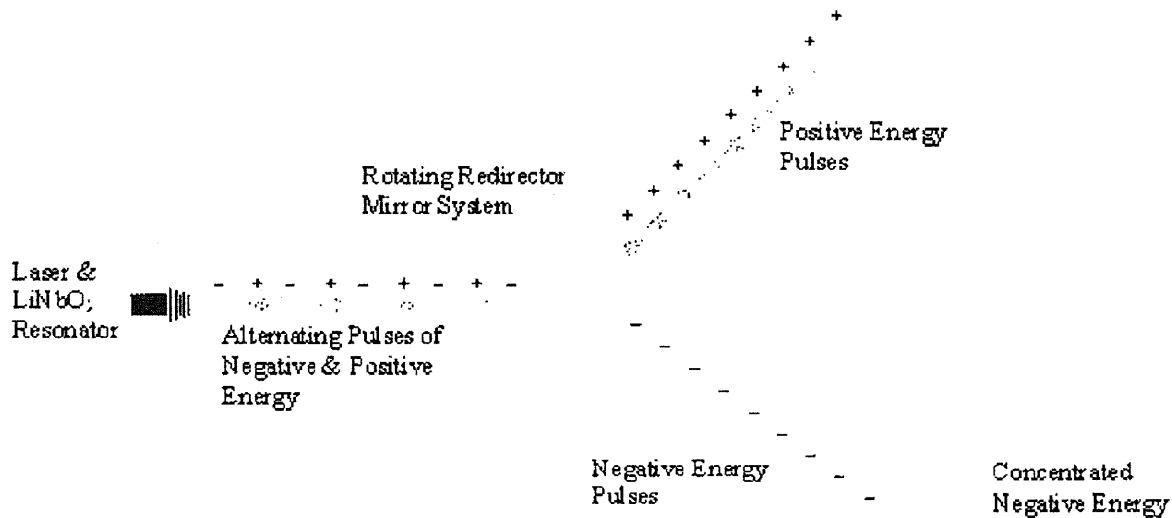 Positive Energy
Pulses
Rotating Redirector
Mirror System
Laser &
LiNbO3
Resonator
- + - + - + - + -
Alternating Pulses of
Negative & Positive
Energy
Negative Energy
Pulses
Concentrated
Negative Energy